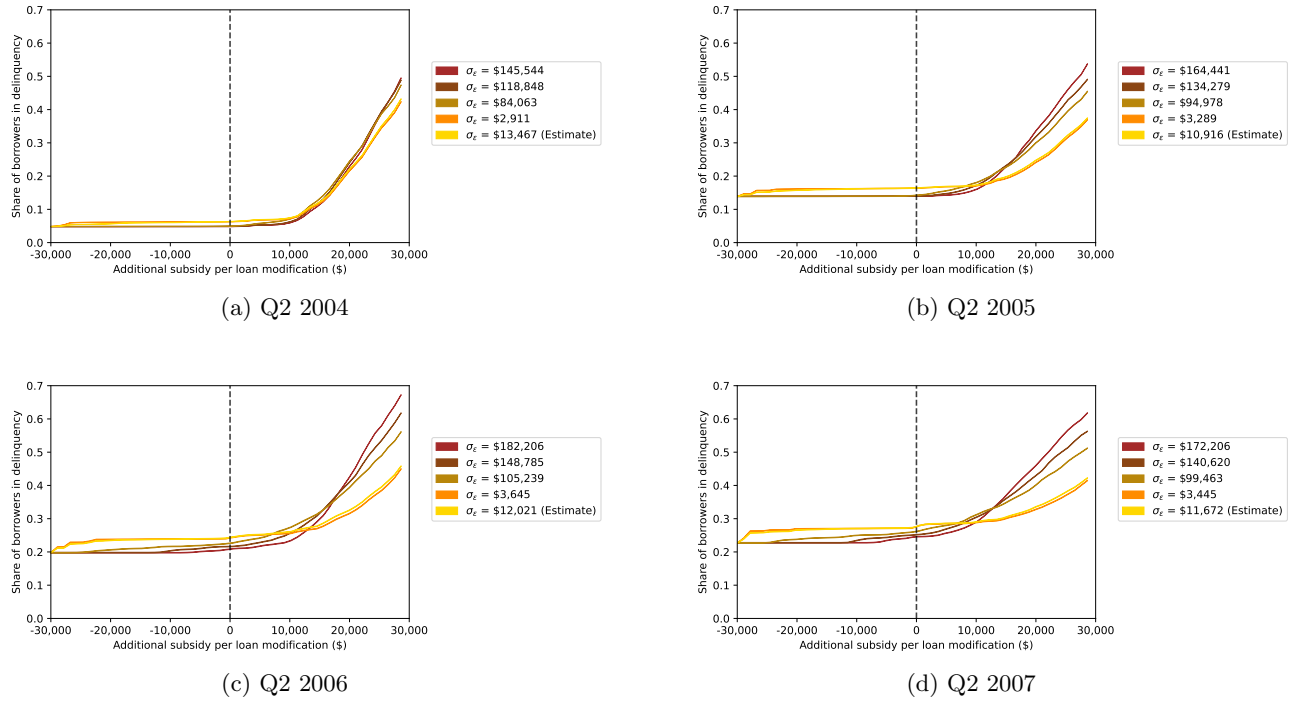 0.7
0.6
0.5
0.4
0.3
0.2
0.1
0.0
Share of borrowers in delinquency
-30,000 -20,000 -10,000 0 10,000 20,000 30,000
Additional subsidy per loan modification ($)
σε = $145,544
σε = $118,848
σε = $84,063
σε = $2,911
σε = $13,467 (Estimate)
(a) Q2 2004
0.7
0.6
0.5
0.4
0.3
0.2
0.1
0.0
Share of borrowers in delinquency
-30,000 -20,000 -10,000 0 10,000 20,000 30,000
Additional subsidy per loan modification ($)
σε = $164,441
σε = $134,279
σε = $94,978
σε = $3,289
σε = $10,916 (Estimate)
(b) Q2 2005
0.7
0.6
0.5
0.4
0.3
0.2
0.1
0.0
Share of borrowers in delinquency
-30,000 -20,000 -10,000 0 10,000 20,000 30,000
Additional subsidy per loan modification ($)
σε = $182,206
σε = $148,785
σε = $105,239
σε = $3,645
σε = $12,021 (Estimate)
(c) Q2 2006
0.7
0.6
0.5
0.4
0.3
0.2
0.1
0.0
Share of borrowers in delinquency
-30,000 -20,000 -10,000 0 10,000 20,000 30,000
Additional subsidy per loan modification ($)
σε = $172,206
σε = $140,620
σε = $99,463
σε = $3,445
σε = $11,672 (Estimate)
(d) Q2 2007